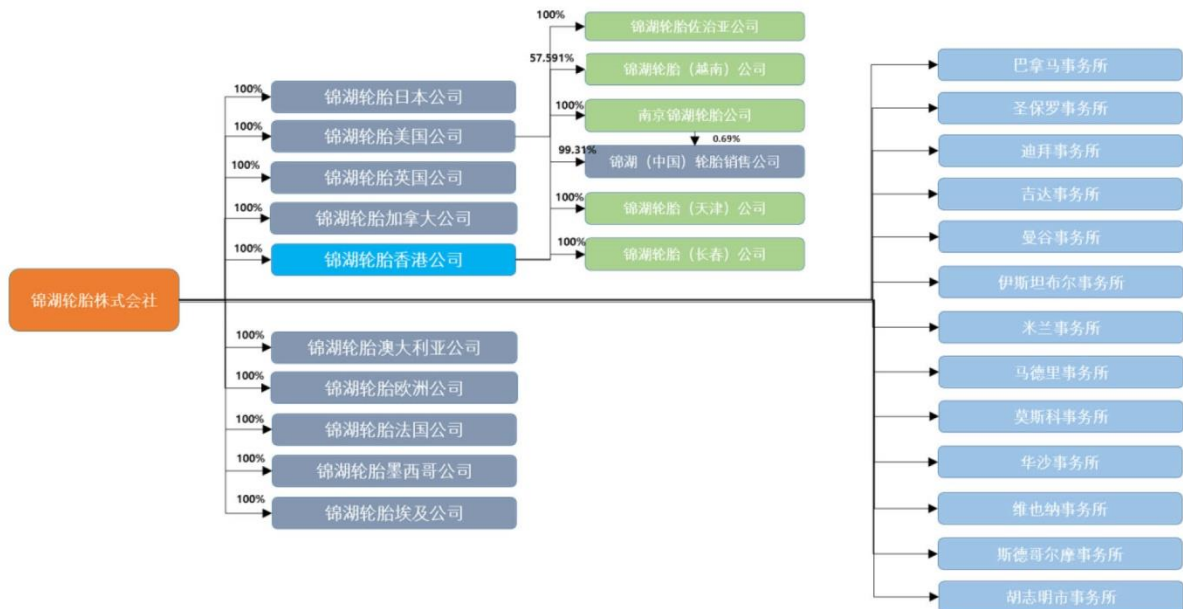 锦湖轮胎株式会社
100%
锦湖轮胎日本公司
100%
锦湖轮胎美国公司
100%
锦湖轮胎英国公司
100%
锦湖轮胎加拿大公司
100%
锦湖轮胎香港公司
100%
锦湖轮胎澳大利亚公司
100%
锦湖轮胎欧洲公司
100%
锦湖轮胎法国公司
100%
锦湖轮胎墨西哥公司
100%
锦湖轮胎埃及公司
100%
锦湖轮胎佐治亚公司
57.591%
锦湖轮胎（越南）公司
100%
南京锦湖轮胎公司
0.69%
99.31%
锦湖（中国）轮胎销售公司
100%
锦湖轮胎（天津）公司
100%
锦湖轮胎（长春）公司
巴拿马事务所
圣保罗事务所
迪拜事务所
吉达事务所
曼谷事务所
伊斯坦布尔事务所
米兰事务所
马德里事务所
莫斯科事务所
华沙事务所
维也纳事务所
斯德哥尔摩事务所
胡志明市事务所